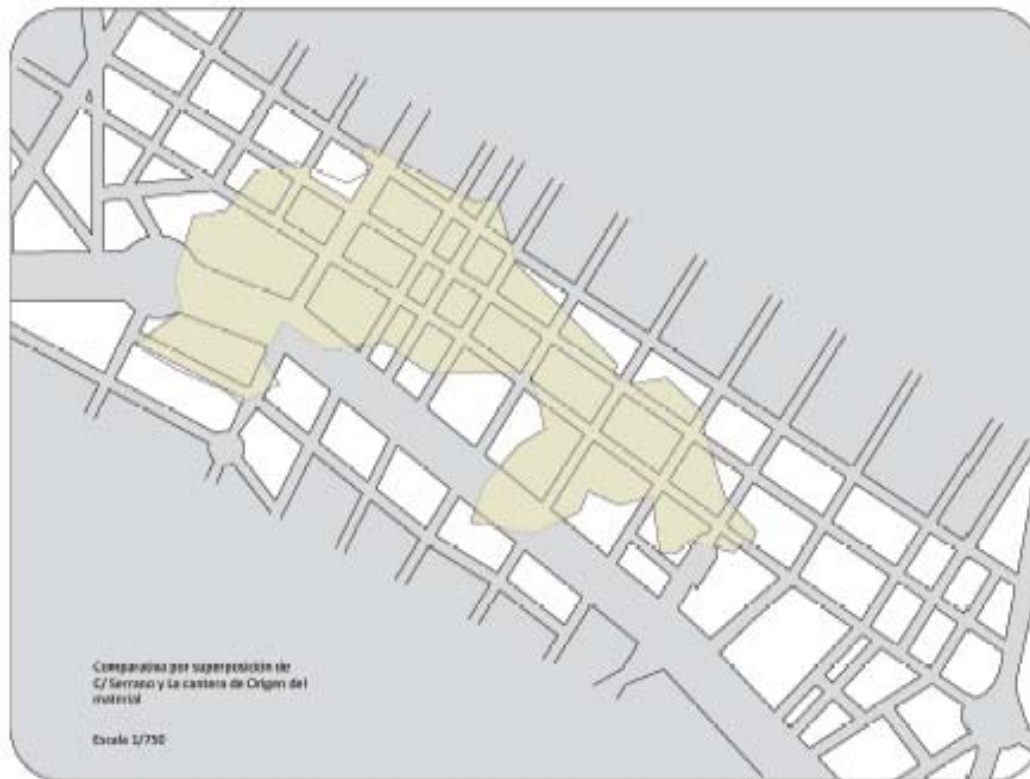 Comparativa por superposición de
C/ Serrano y La cantera de Origen del
material
Escala 1/750